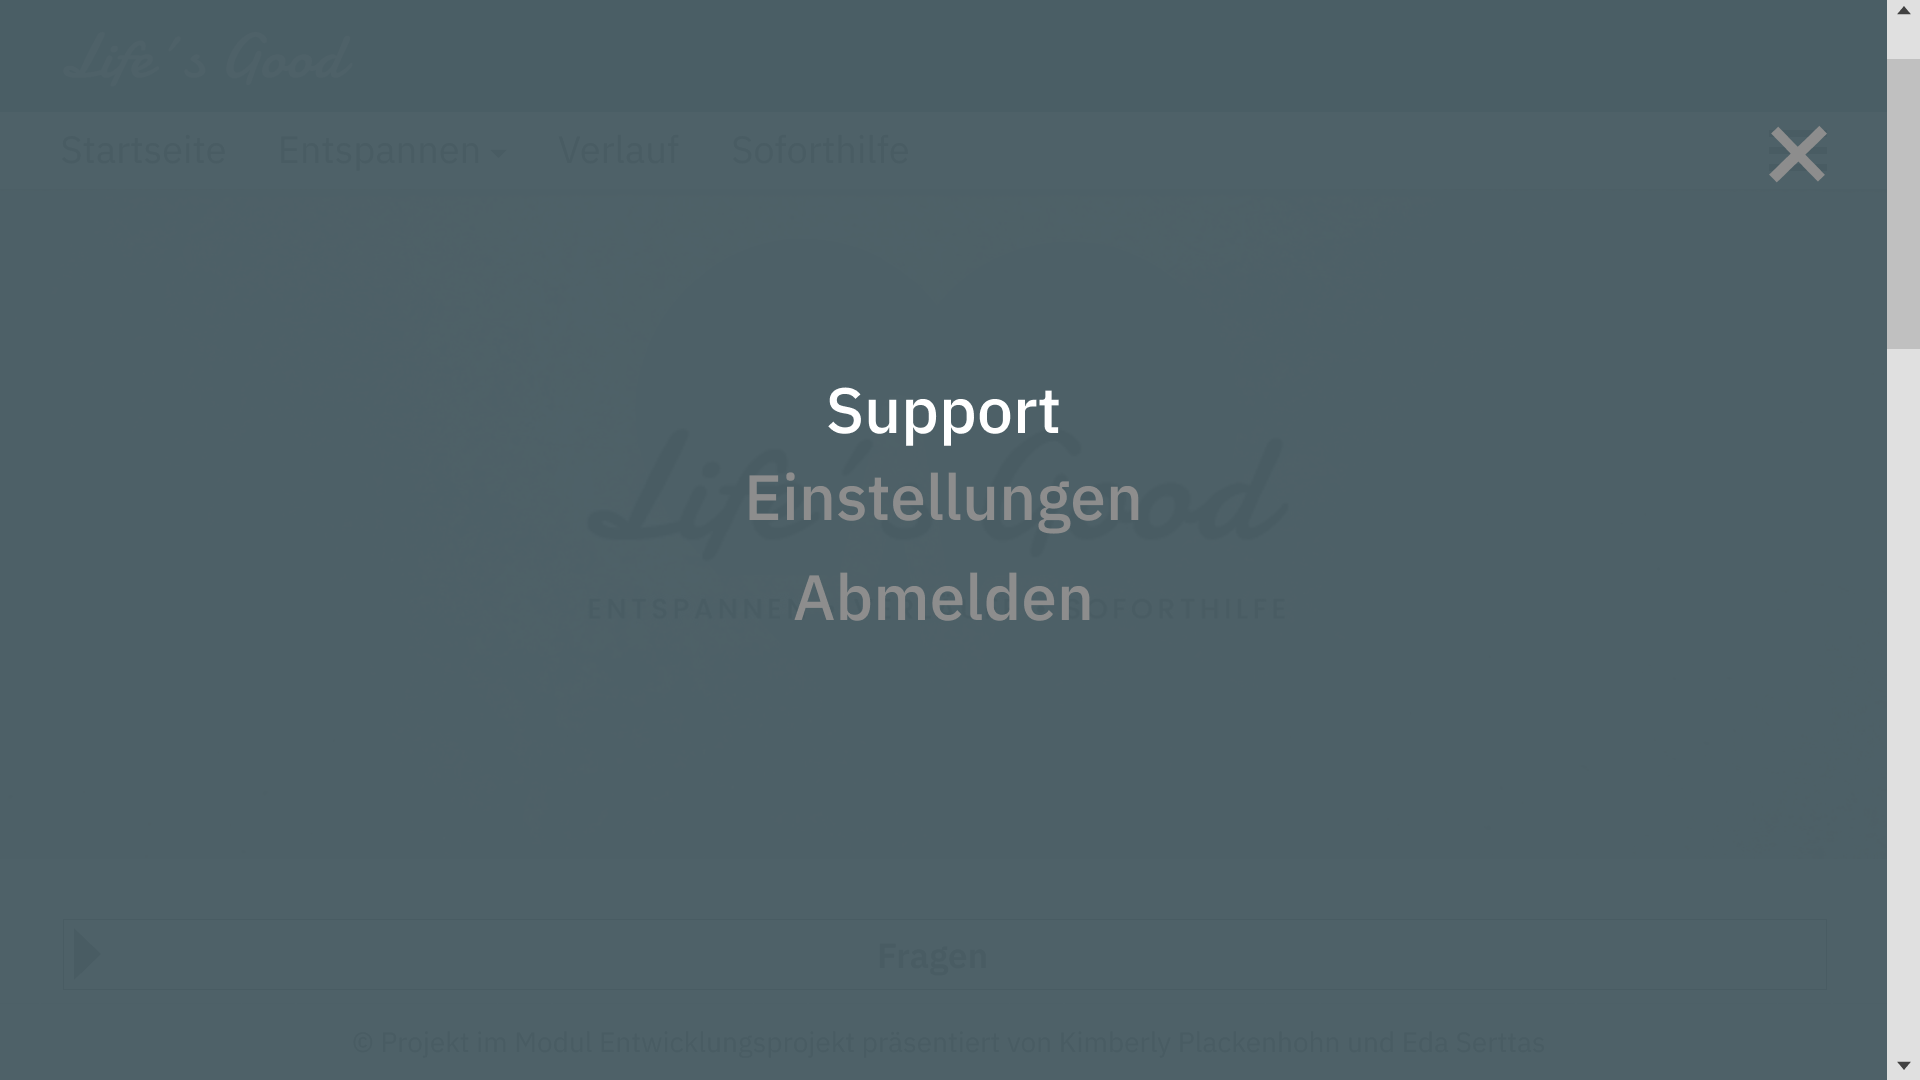 Life's Good
Startseite Entspannen Verlauf Soforthilfe
Support
Life's Good
Einstellungen
Abmelden
ENTSPANNEN SOFORTHILFE
Fragen
© Projekt im Modul Entwicklungsprojekt präsentiert von Kimberly Plackenhohn und Eda Serttas